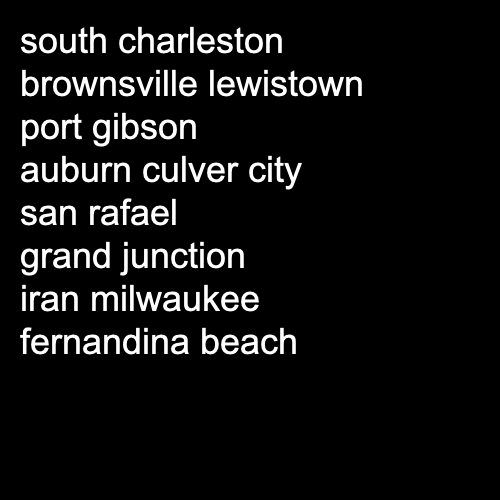 south charleston
brownsville lewistown
port gibson
auburn culver city
san rafael
grand junction
iran milwaukee
fernandina beach